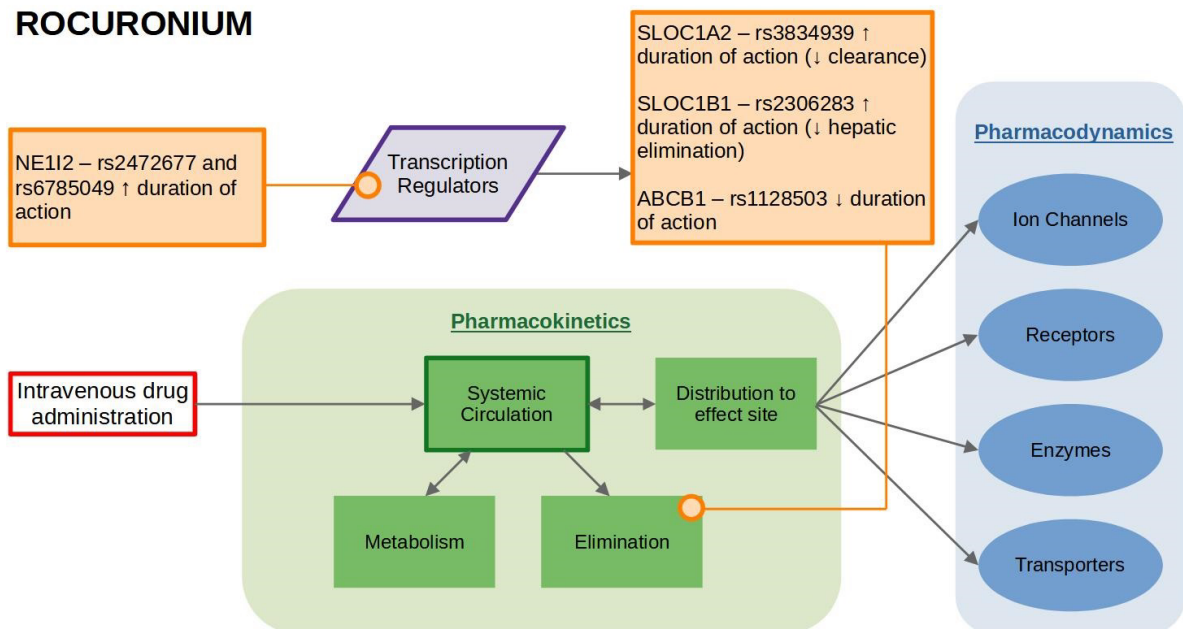 ROCURONIUM
SLOC1A2 – rs3834939 ↑
duration of action (↓ clearance)
SLOC1B1 – rs2306283 ↑
duration of action (↓ hepatic
elimination)
ABCB1 – rs1128503 ↓ duration
of action
NE1I2 – rs2472677 and
rs6785049 ↑ duration of
action
Transcription
Regulators
Pharmacodynamics
Ion Channels
Receptors
Enzymes
Transporters
Pharmacokinetics
Intravenous drug
administration
Systemic
Circulation
Distribution to
effect site
Metabolism
Elimination